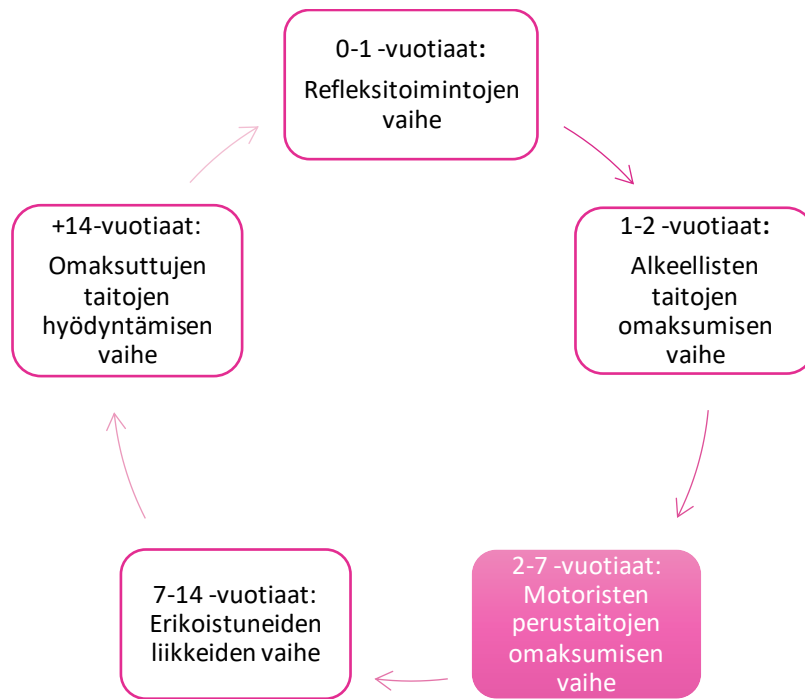 0-1 -vuotiaat:
Refleksitoimintojen
vaihe
1-2 -vuotiaat:
Alkeellisten
taitojen
omaksumisen
vaihe
2-7 -vuotiaat:
Motoristen
perustaitojen
omaksumisen
vaihe
7-14 -vuotiaat:
Erikoistuneiden
liikkeiden vaihe
+14-vuotiaat:
Omaksuttujen
taitojen
hyödyntämisen
vaihe